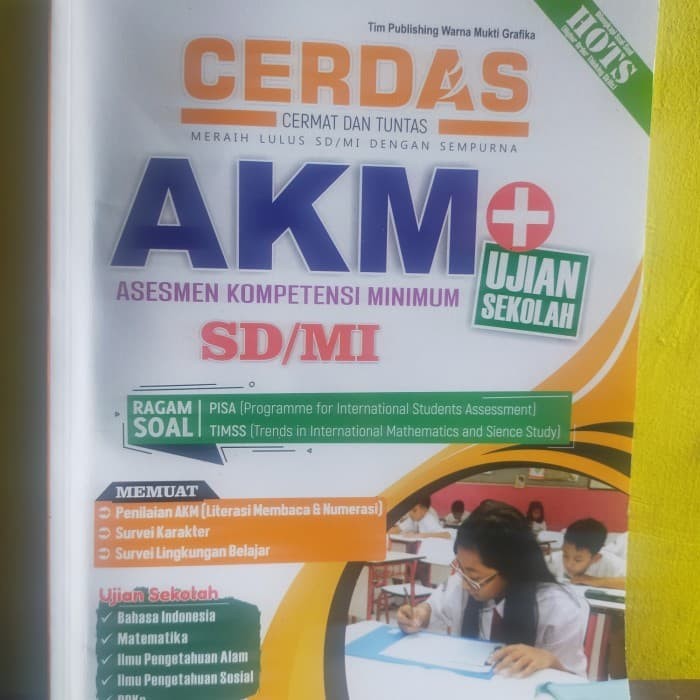 Tim Publishing Warna Mukti Grafika
HOTS
CERDAS
CERMAT DAN TUNTAS
MERAIH LULUS SD/MI DENGAN SEMPURNA
AKM+
UJIAN
SEKOLAH
ASESMEN KOMPETENSI MINIMUM
SD/MI
RAGAM
SOAL
PISA (Programme for International Students Assessment)
TIMSS (Trends in International Mathematics and Sience Study)
MEMUAT
Penilaian AKM (Literasi Membaca & Numerasi)
Survei Karakter
Survei Lingkungan Belajar
Ujian Sekolah
Bahasa Indonesia
Matematika
Ilmu Pengetahuan Alam
Ilmu Pengetahuan Sosial